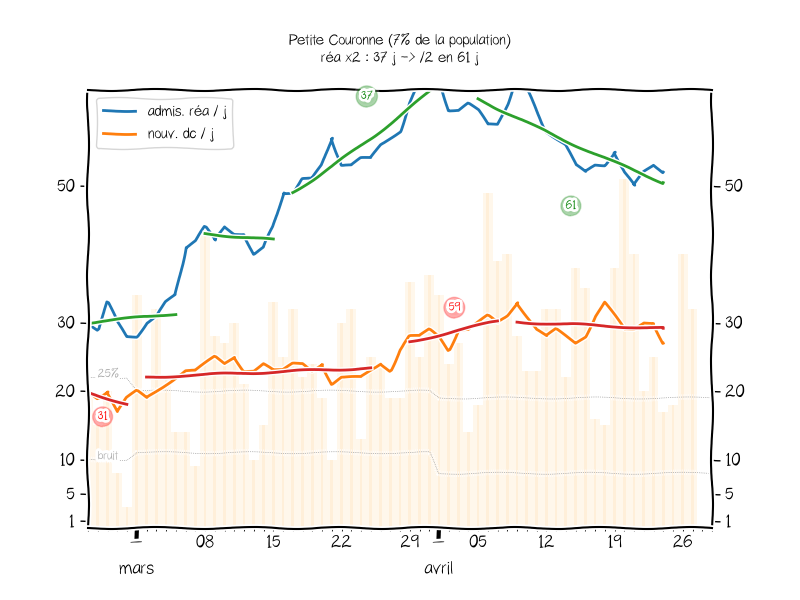 Petite Couronne (7% de la population)
réa x2 : 37 j -> /2 en 61 j
admis. réa / j
nouv. dc / j
37
61
59
31
25%
bruit
50
30
20
10
5
1
50
30
20
10
5
1
1 08 15 22 29 1 05 12 19 26
mars avril